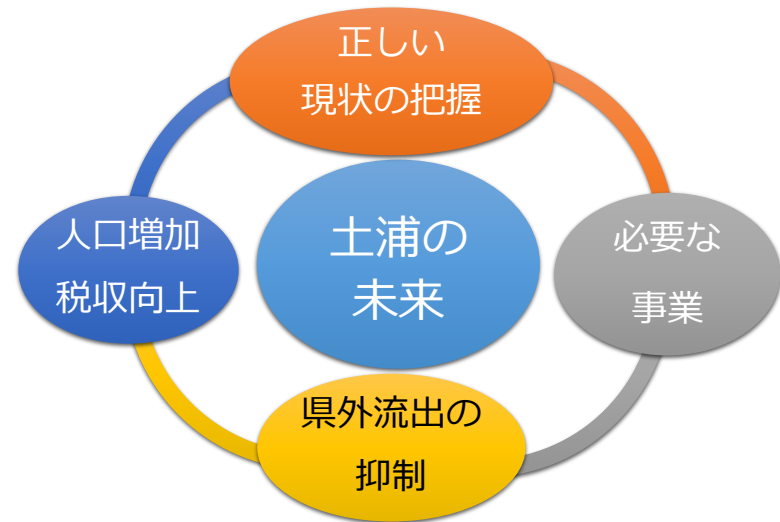 正しい
現状の把握
人口増加
税収向上
土浦の
未来
必要な
事業
県外流出の
抑制